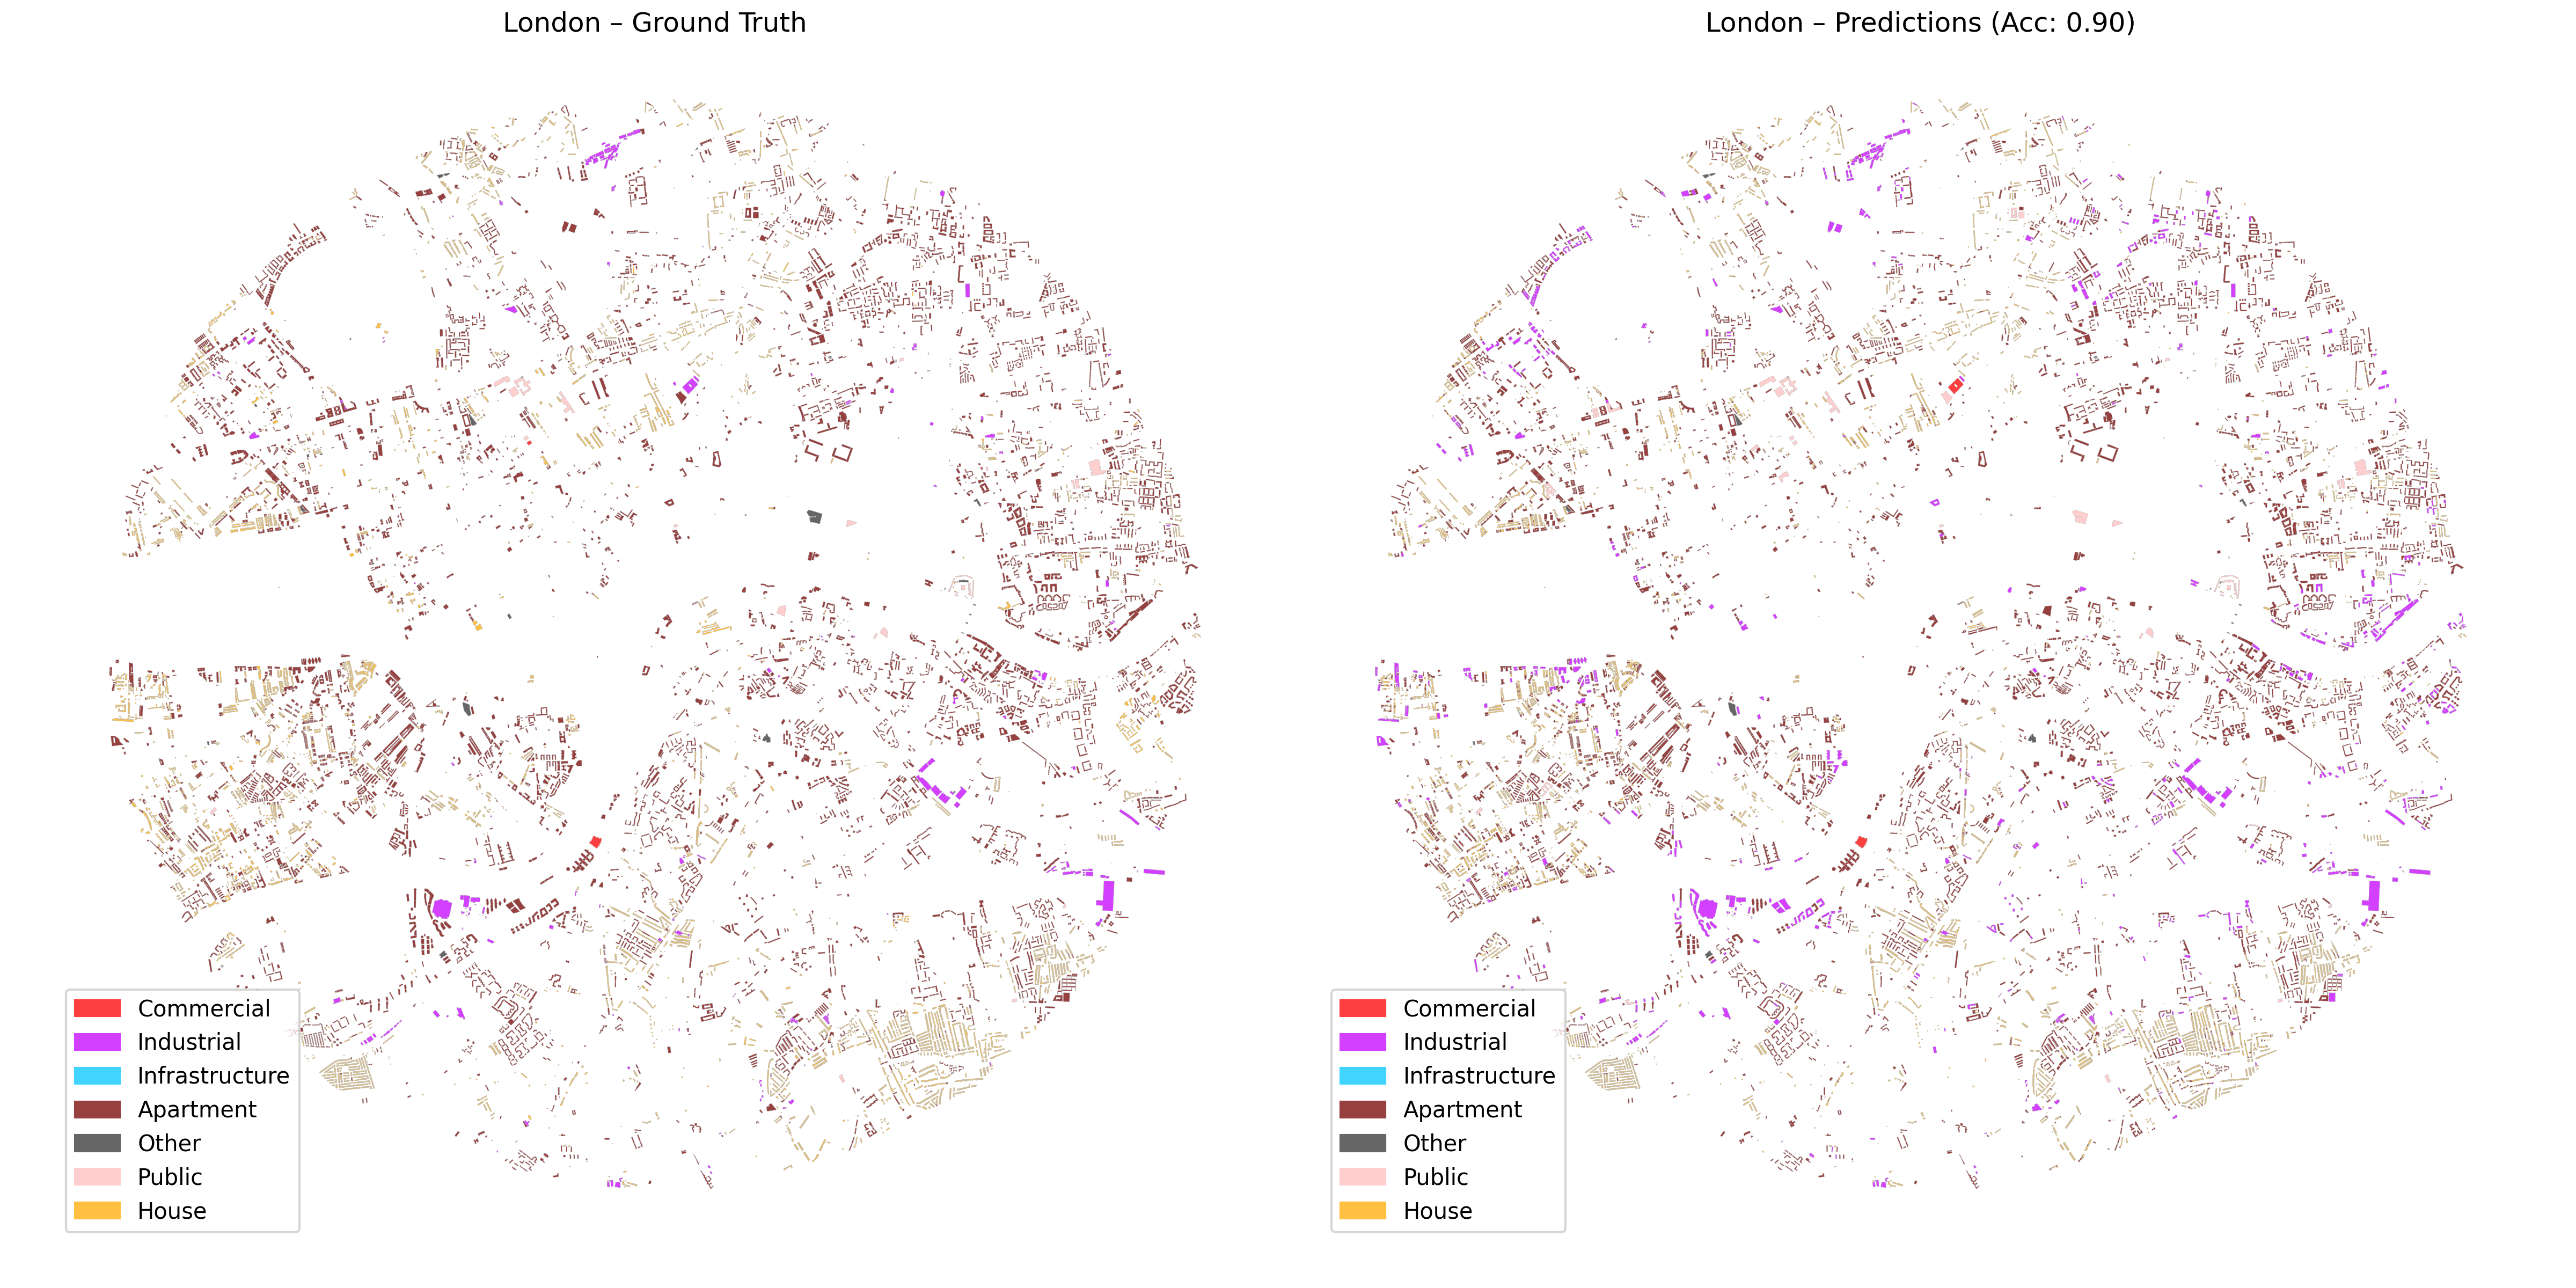 London – Ground Truth
Commercial
Industrial
Infrastructure
Apartment
Other
Public
House
London – Predictions (Acc: 0.90)
Commercial
Industrial
Infrastructure
Apartment
Other
Public
House